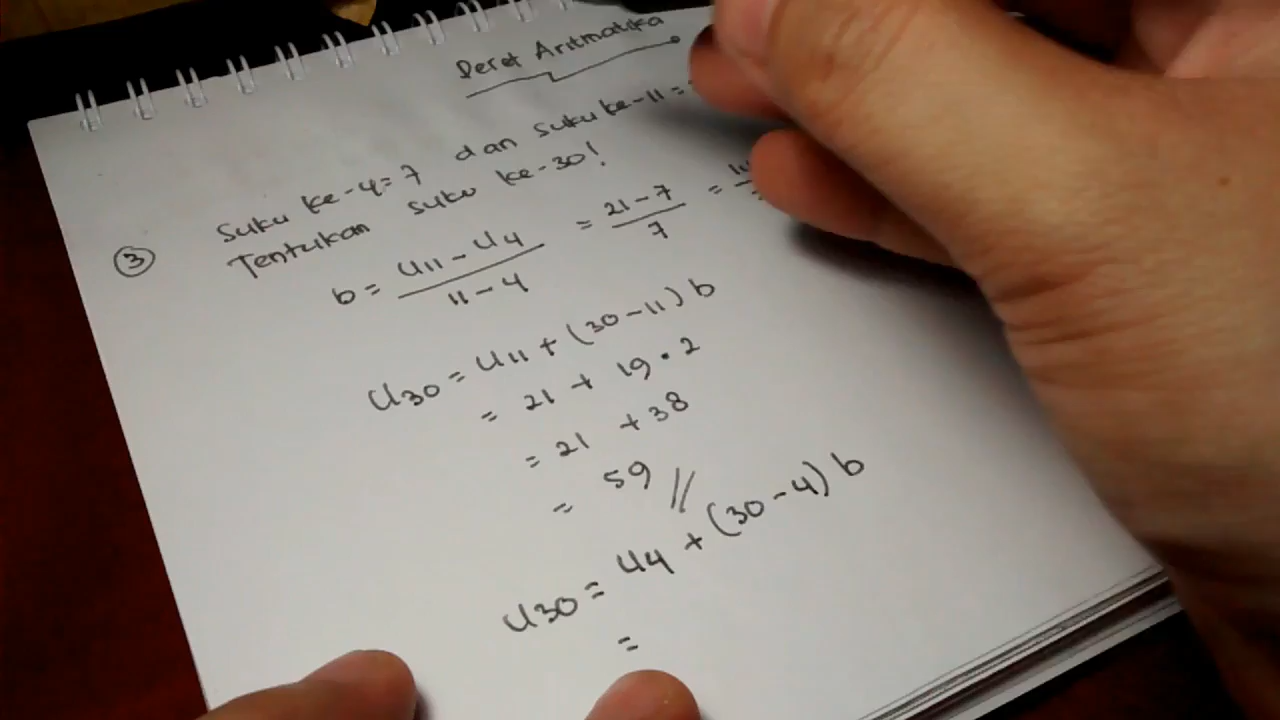 Deret Aritmatika
Suku ke-4=7 dan suku ke-11=
③ Tentukan suku ke-30!
b = U11-U4 / 11-4 = 21-7 / 7 =
U30 = U11 + (30-11) b
= 21 + 19 . 2
= 21 + 38
= 59 //
U30 = U4 + (30-4) b
=